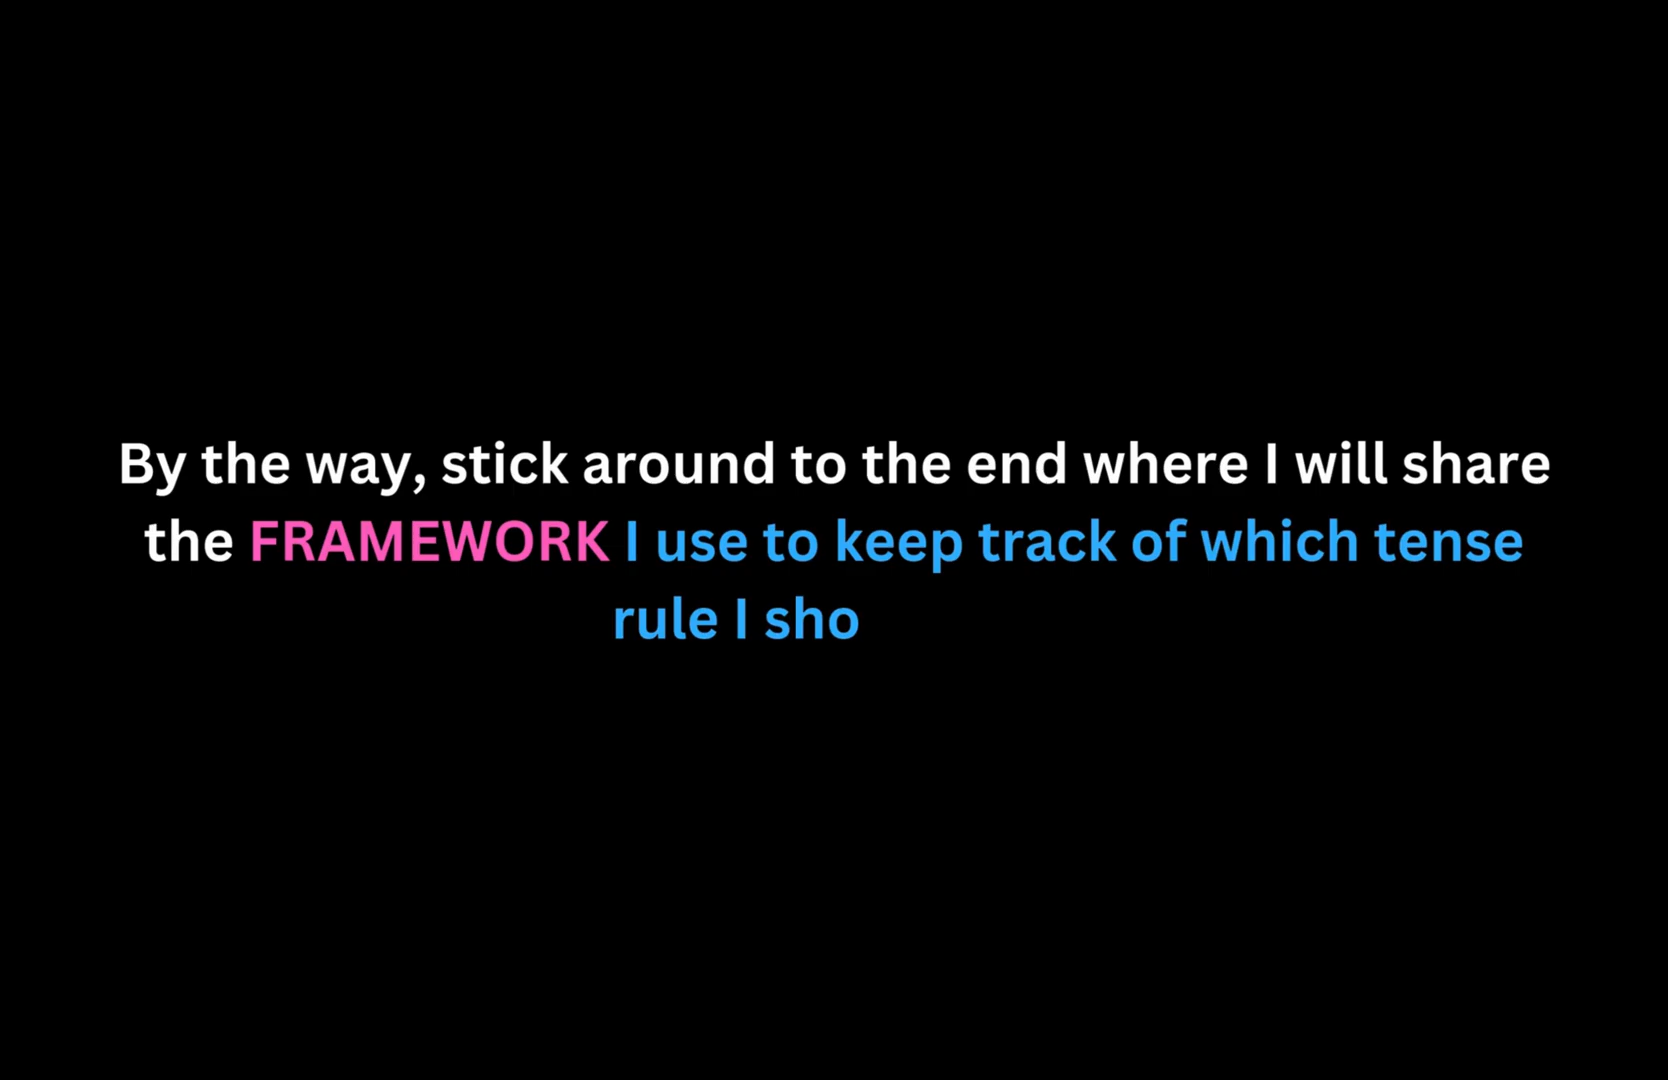 By the way, stick around to the end where I will share
the FRAMEWORK I use to keep track of which tense
rule I sho